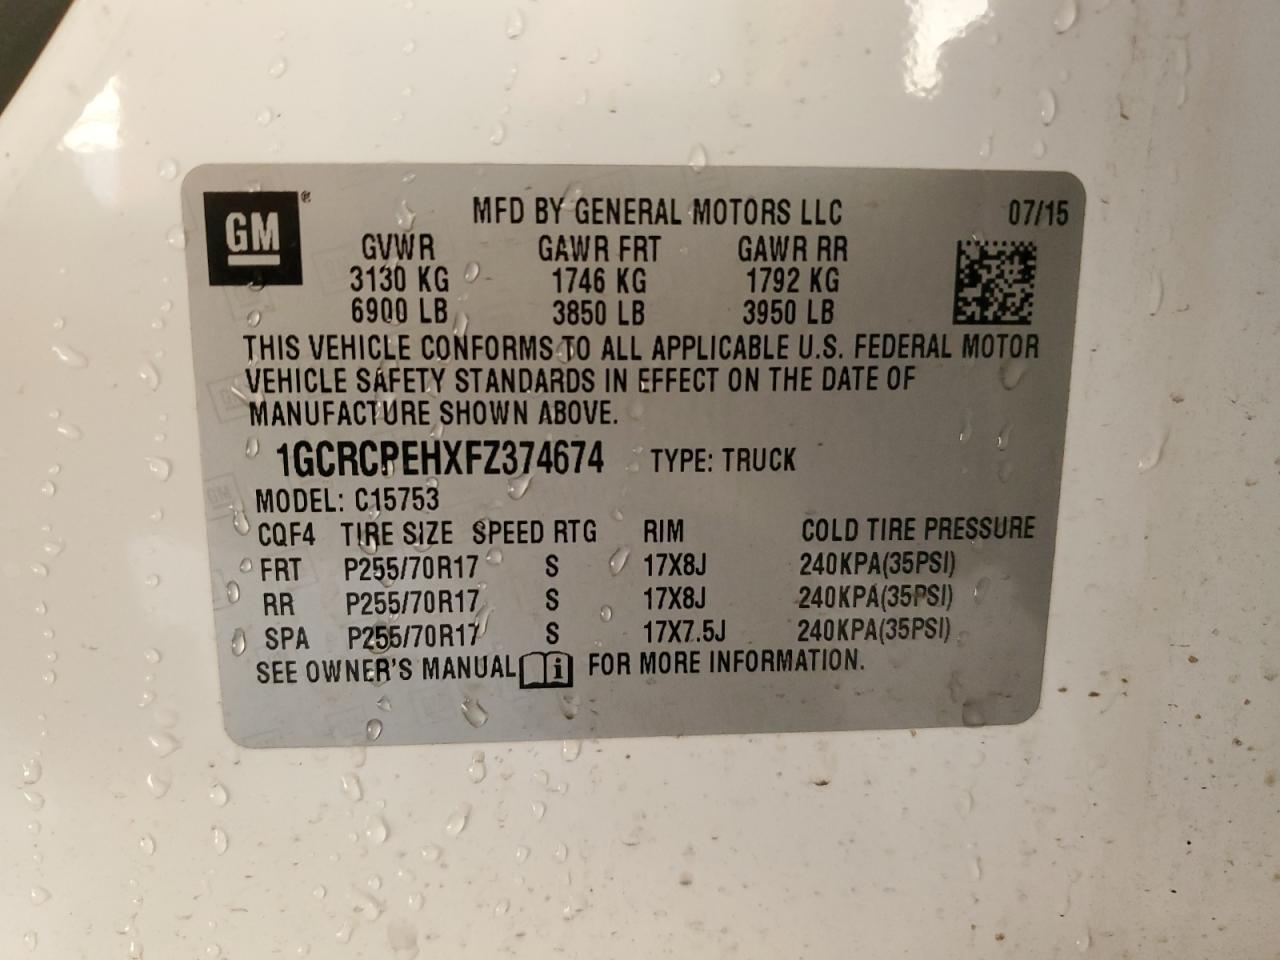 GM ®
MFD BY GENERAL MOTORS LLC 07/15
GVWR GAWR FRT GAWR RR
3130 KG 1746 KG 1792 KG
6900 LB 3850 LB 3950 LB
THIS VEHICLE CONFORMS TO ALL APPLICABLE U.S. FEDERAL MOTOR
VEHICLE SAFETY STANDARDS IN EFFECT ON THE DATE OF
MANUFACTURE SHOWN ABOVE.
1GCRCPEHXFZ374674 TYPE: TRUCK
MODEL: C15753
CQF4 TIRE SIZE SPEED RTG RIM COLD TIRE PRESSURE
FRT P255/70R17 S 17X8J 240KPA(35PSI)
RR P255/70R17 S 17X8J 240KPA(35PSI)
SPA P255/70R17 S 17X7.5J 240KPA(35PSI)
SEE OWNER'S MANUAL i FOR MORE INFORMATION.